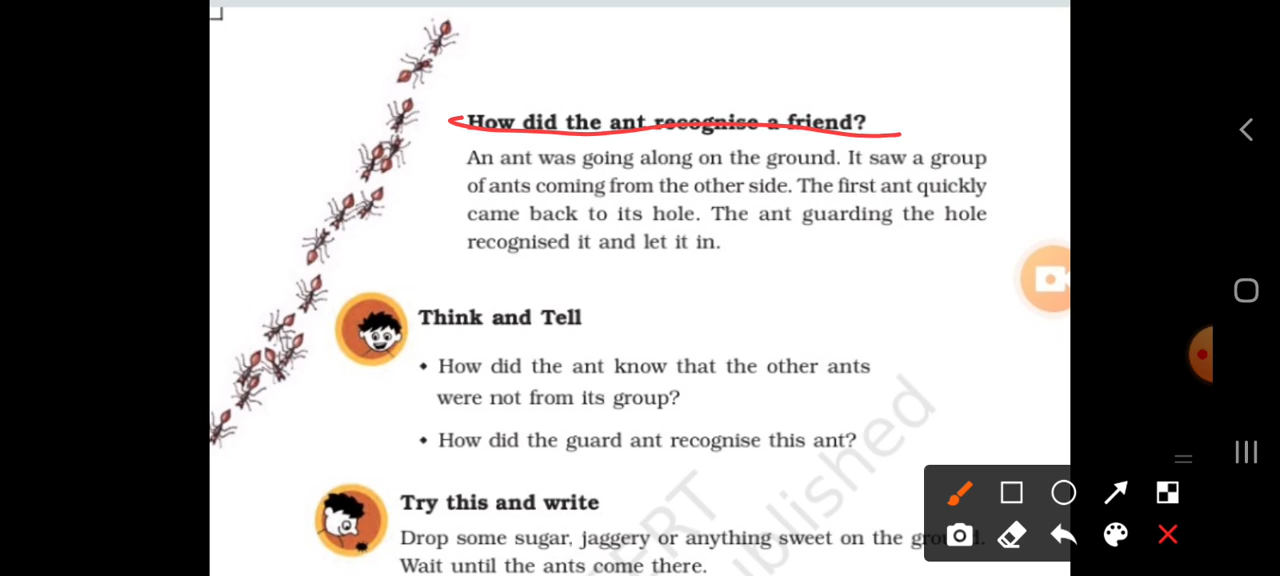 How did the ant recognise a friend?
An ant was going along on the ground. It saw a group
of ants coming from the other side. The first ant quickly
came back to its hole. The ant guarding the hole
recognised it and let it in.
Think and Tell
• How did the ant know that the other ants
were not from its group?
• How did the guard ant recognise this ant?
Try this and write
Drop some sugar, jaggery or anything sweet on the
Wait until the ants come there.